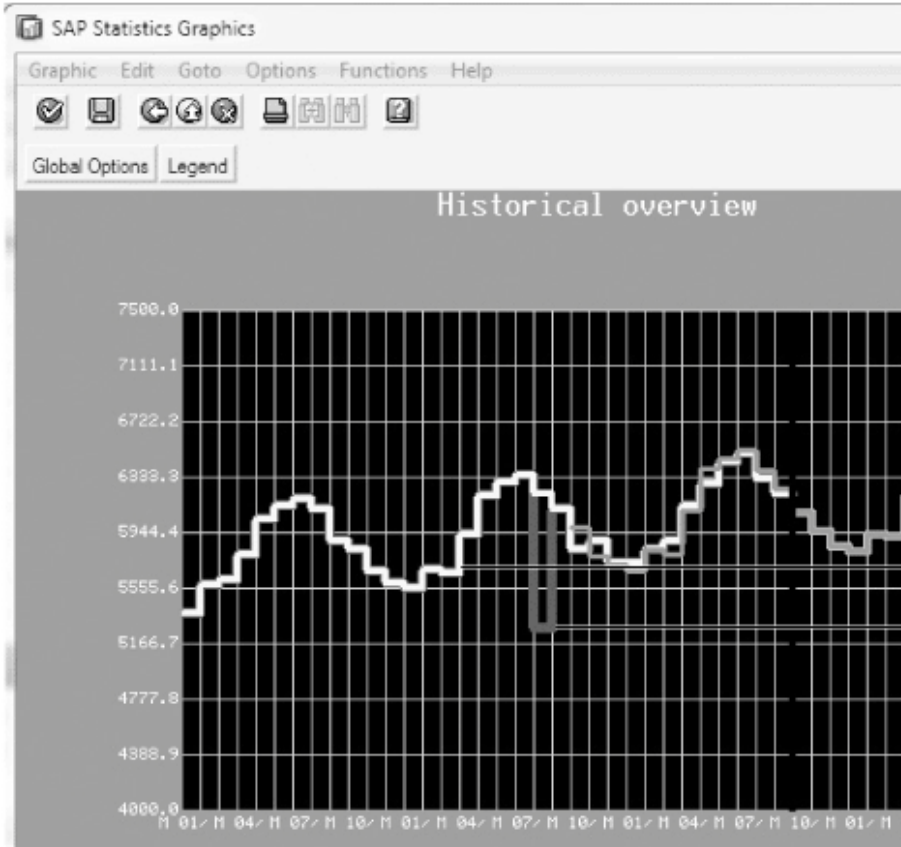 SAP Statistics Graphics
Graphic Edit Goto Options Functions Help
Global Options Legend
Historical overview
7500.0
7111.1
6722.2
6333.3
5944.4
5555.6
5166.7
4777.8
4388.9
4000.0
M 01/ M 04/ M 07/ M 10/ M 01/ M 04/ M 07/ M 10/ M 01/ M 04/ M 07/ M 10/ M 01/ M